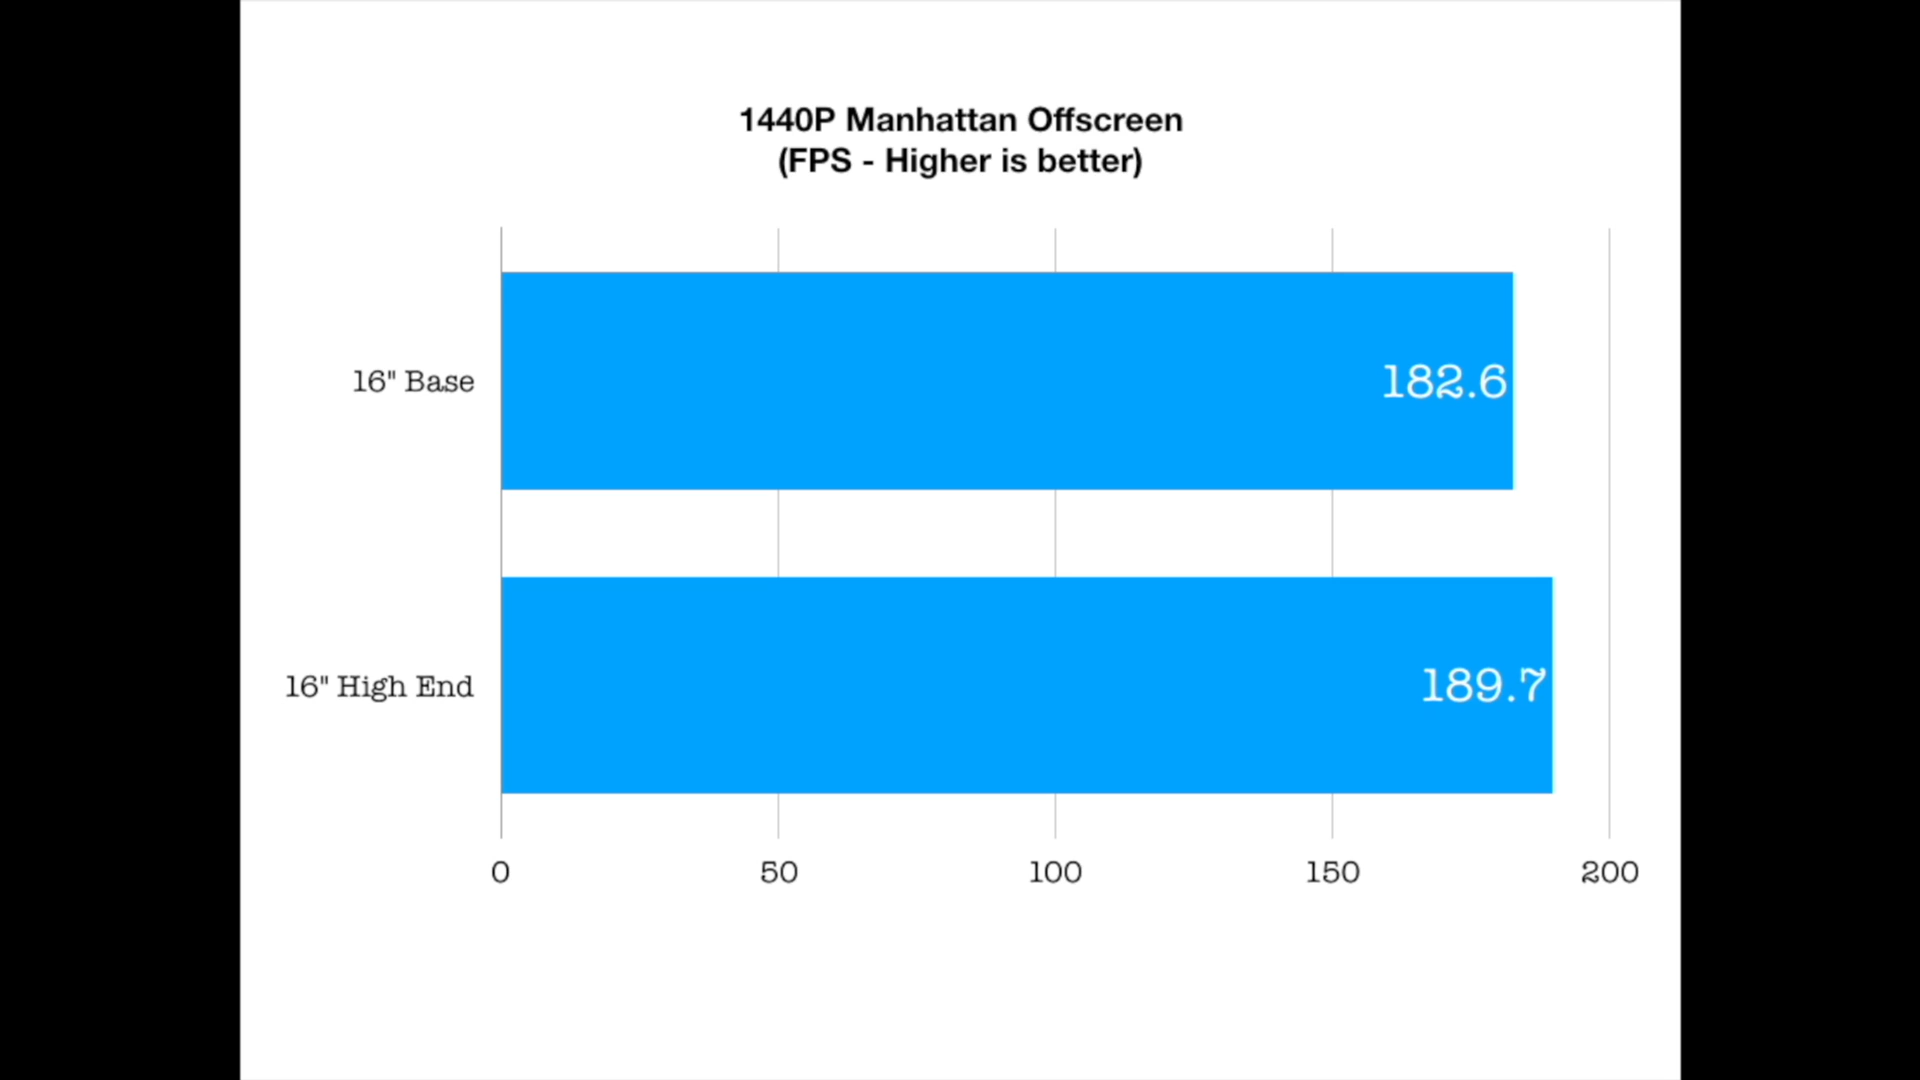 1440P Manhattan Offscreen
(FPS - Higher is better)
16" Base
182.6
16" High End
189.7
0 50 100 150 200